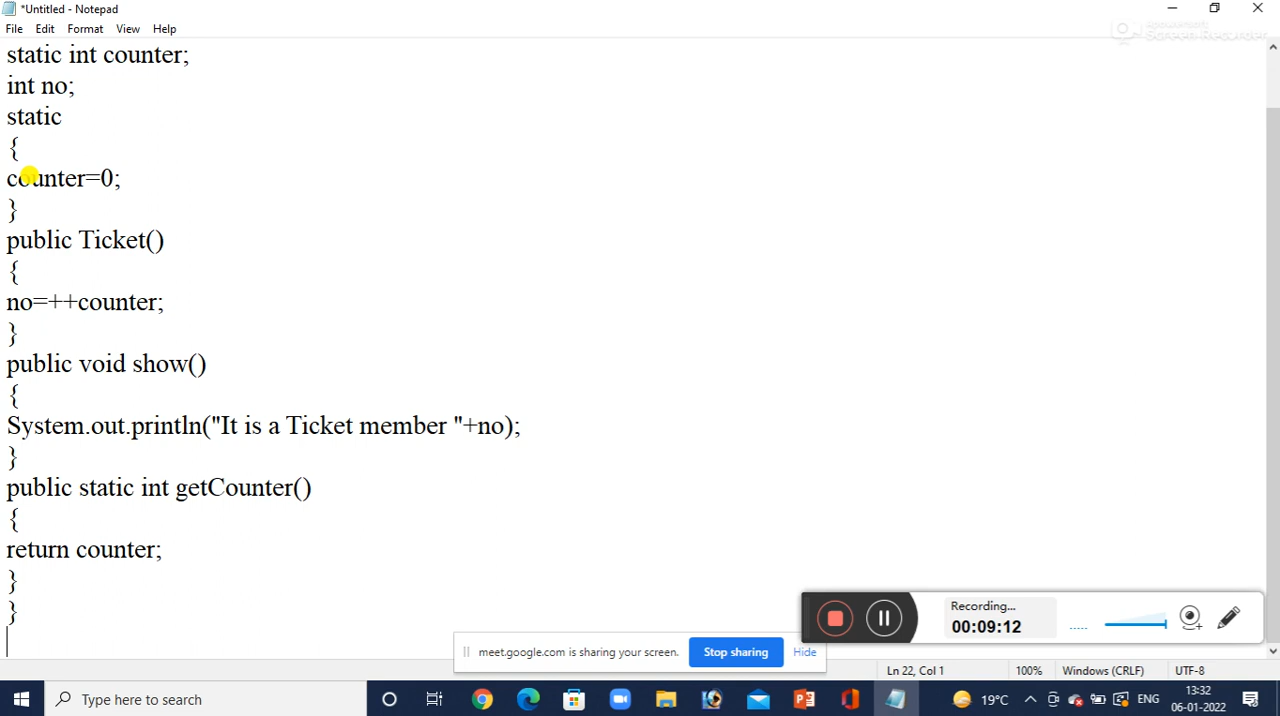 *Untitled - Notepad
File Edit Format View Help
Apowersoft
Screen Recorder
static int counter;
int no;
static
{
counter=0;
}
public Ticket()
{
no=++counter;
}
public void show()
{
System.out.println("It is a Ticket member "+no);
}
public static int getCounter()
{
return counter;
}
}
Recording...
00:09:12
meet.google.com is sharing your screen. Stop sharing Hide
Ln 22, Col 1 100% Windows (CRLF) UTF-8
Type here to search 19°C ENG 13:32
06-01-2022